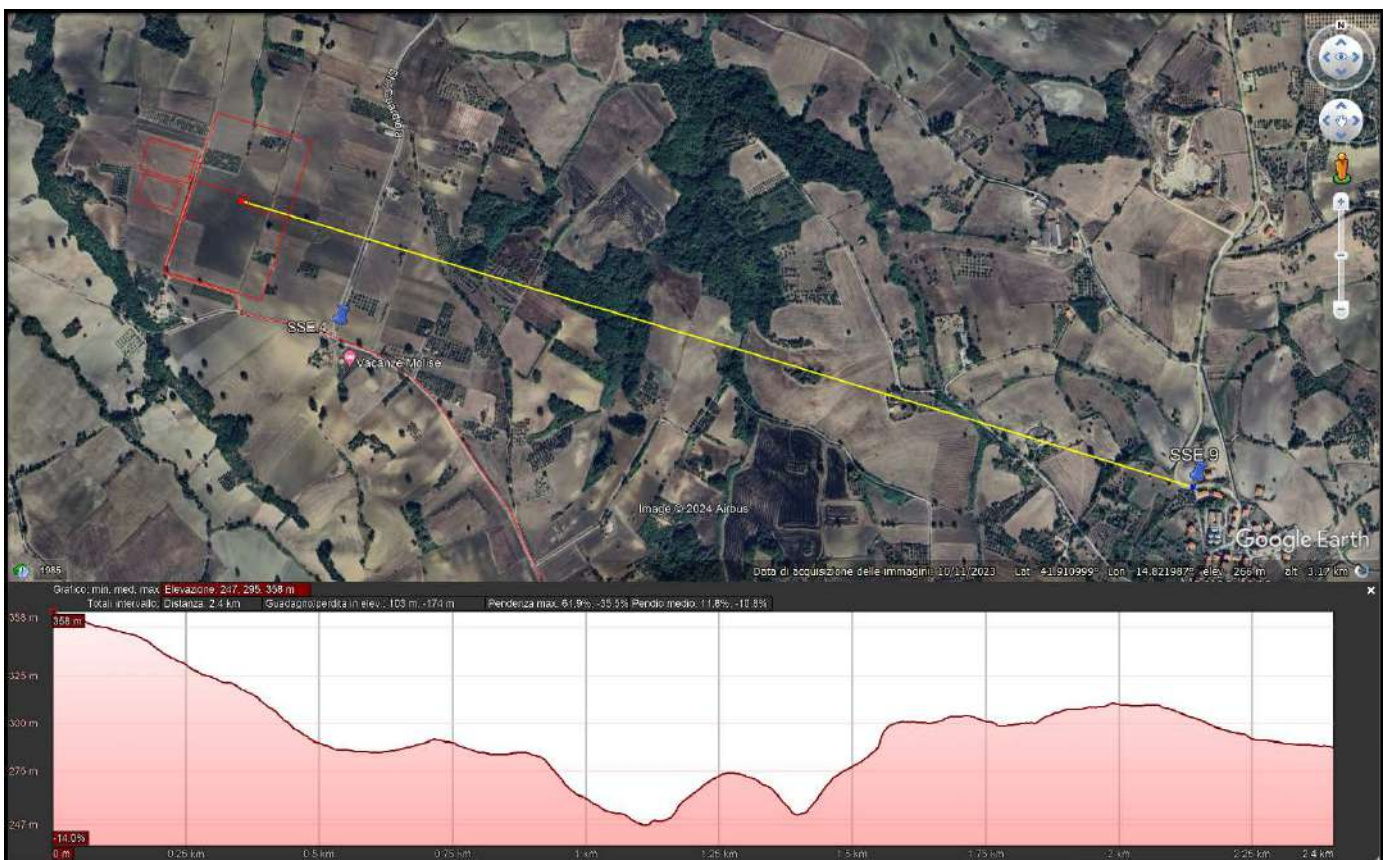 N
SSE 4
Vacanze Molise
SSE 9
Image © 2024 Airbus
Google Earth
1985
Data di acquisizione delle immagini: 10/11/2023 Lat 41.910999° Lon 14.821987° elev 266 m alt 3.17 km
Grafico: min, med, max Elevazione: 247, 295, 358 m
Totali intervallo: Distanza: 2.4 km Guadagno/perdita in elev.: 103 m, -174 m Pendenza max: 61,9%, -35,5% Pendio medio: 11,8%, -10,8%
358 m
358 m
325 m
300 m
275 m
247 m
-14.0%
0 m 0.25 km 0.5 km 0.75 km 1 km 1.25 km 1.5 km 1.75 km 2 km 2.25 km 2.4 km